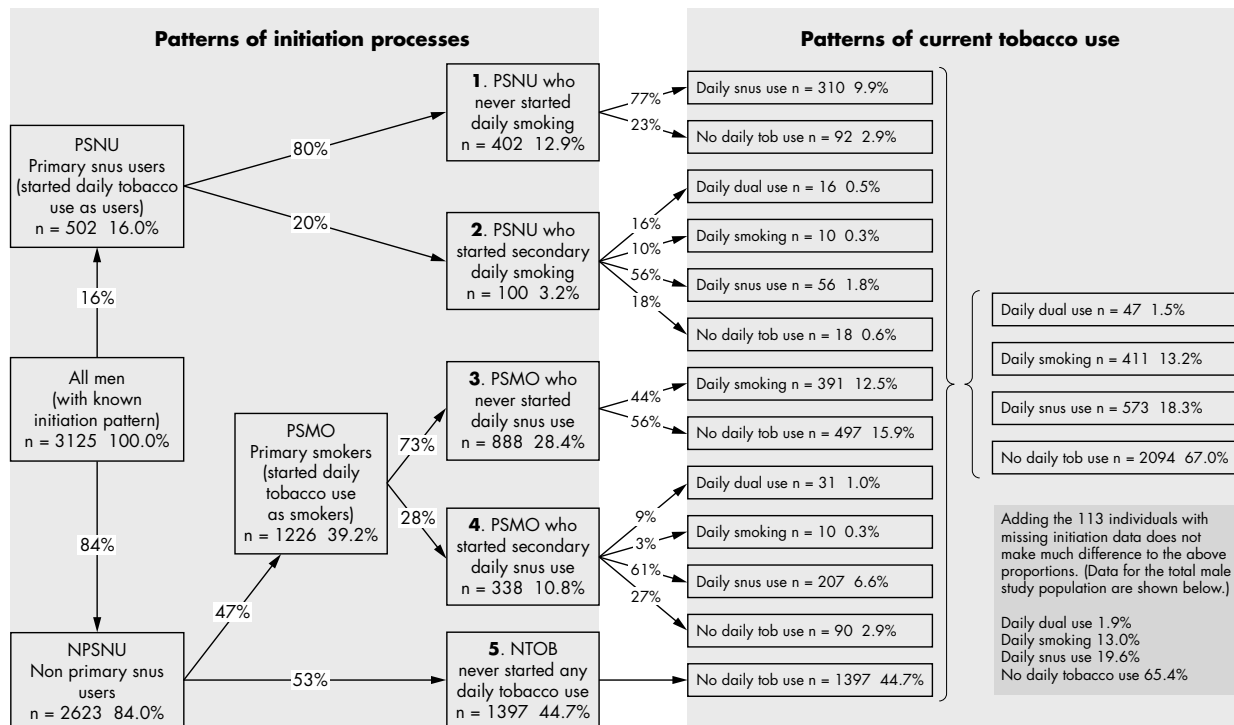 Patterns of initiation processes
PSNU
Primary snus users
(started daily tobacco
use as users)
n = 502 16.0%
16%
All men
(with known
initiation pattern)
n = 3125 100.0%
84%
NPSNU
Non primary snus
users
n = 2623 84.0%
80%
20%
47%
53%
PSMO
Primary smokers
(started daily
tobacco use
as smokers)
n = 1226 39.2%
73%
28%
1. PSNU who
never started
daily smoking
n = 402 12.9%
2. PSNU who
started secondary
daily smoking
n = 100 3.2%
3. PSMO who
never started
daily snus use
n = 888 28.4%
4. PSMO who
started secondary
daily snus use
n = 338 10.8%
5. NTOB
never started any
daily tobacco use
n = 1397 44.7%
Patterns of current tobacco use
77%
23%
16%
10%
56%
18%
44%
56%
9%
3%
61%
27%
Daily snus use n = 310 9.9%
No daily tob use n = 92 2.9%
Daily dual use n = 16 0.5%
Daily smoking n = 10 0.3%
Daily snus use n = 56 1.8%
No daily tob use n = 18 0.6%
Daily smoking n = 391 12.5%
No daily tob use n = 497 15.9%
Daily dual use n = 31 1.0%
Daily smoking n = 10 0.3%
Daily snus use n = 207 6.6%
No daily tob use n = 90 2.9%
No daily tob use n = 1397 44.7%
Daily dual use n = 47 1.5%
Daily smoking n = 411 13.2%
Daily snus use n = 573 18.3%
No daily tob use n = 2094 67.0%
Adding the 113 individuals with
missing initiation data does not
make much difference to the above
proportions. (Data for the total male
study population are shown below.)
Daily dual use 1.9%
Daily smoking 13.0%
Daily snus use 19.6%
No daily tobacco use 65.4%